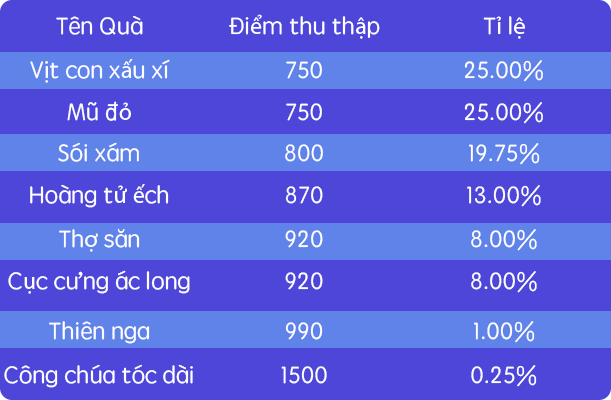 Tên Quà Điểm thu thập Tỉ lệ
Vịt con xấu xí 750 25.00%
Mũ đỏ 750 25.00%
Sói xám 800 19.75%
Hoàng tử ếch 870 13.00%
Thợ săn 920 8.00%
Cục cưng ác long 920 8.00%
Thiên nga 990 1.00%
Công chúa tóc dài 1500 0.25%